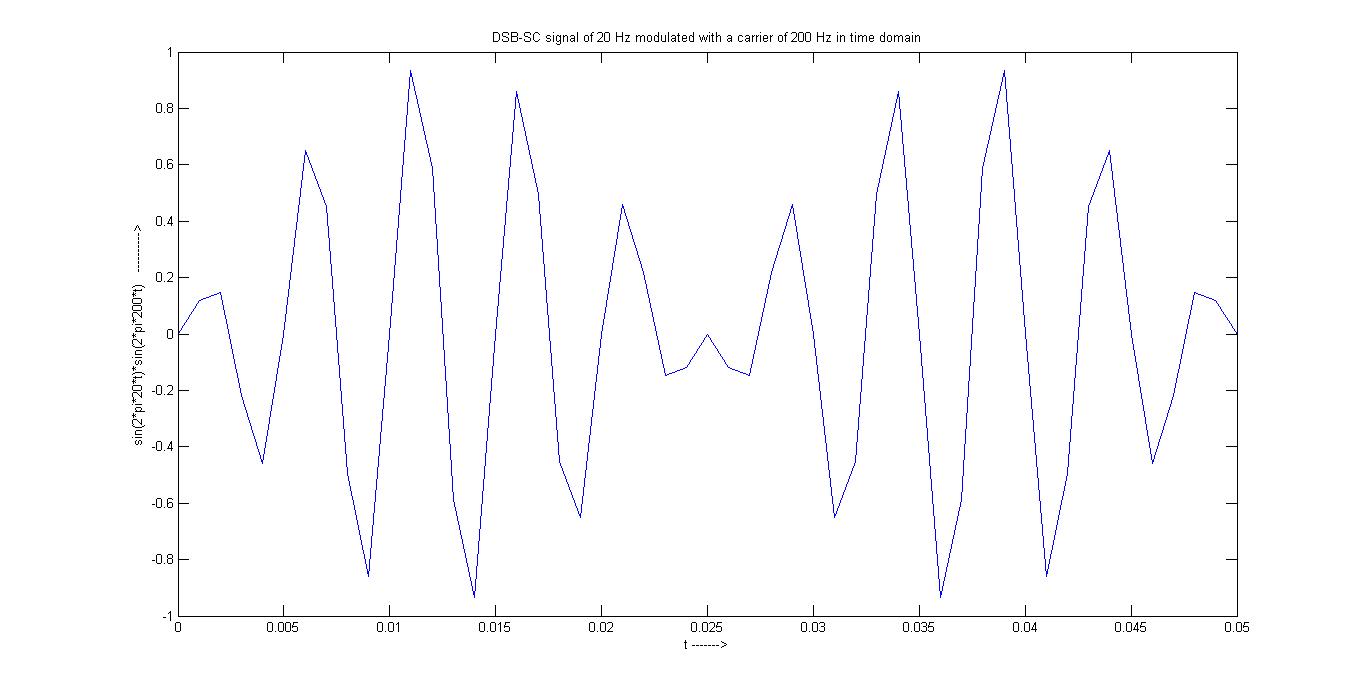 DSB-SC signal of 20 Hz modulated with a carrier of 200 Hz in time domain
sin(2*pi*20*t)*sin(2*pi*200*t) ---------->
1
0.8
0.6
0.4
0.2
0
-0.2
-0.4
-0.6
-0.8
-1
0 0.005 0.01 0.015 0.02 0.025 0.03 0.035 0.04 0.045 0.05
t ------->